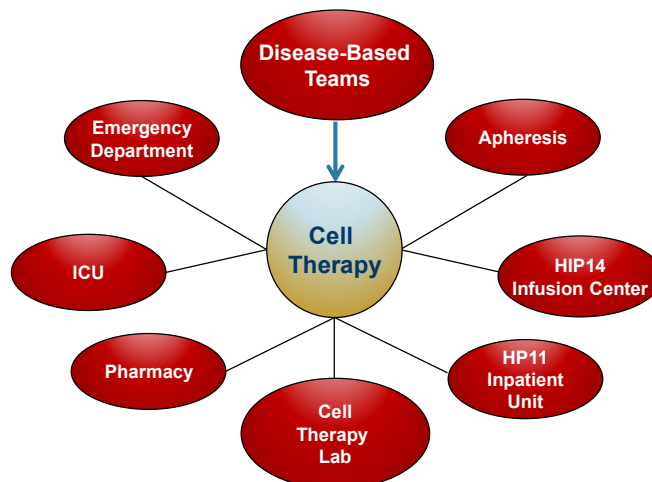 Disease-Based
Teams
Emergency
Department
Apheresis
Cell
Therapy
ICU
HIP14
Infusion Center
Pharmacy
HP11
Inpatient
Unit
Cell
Therapy
Lab